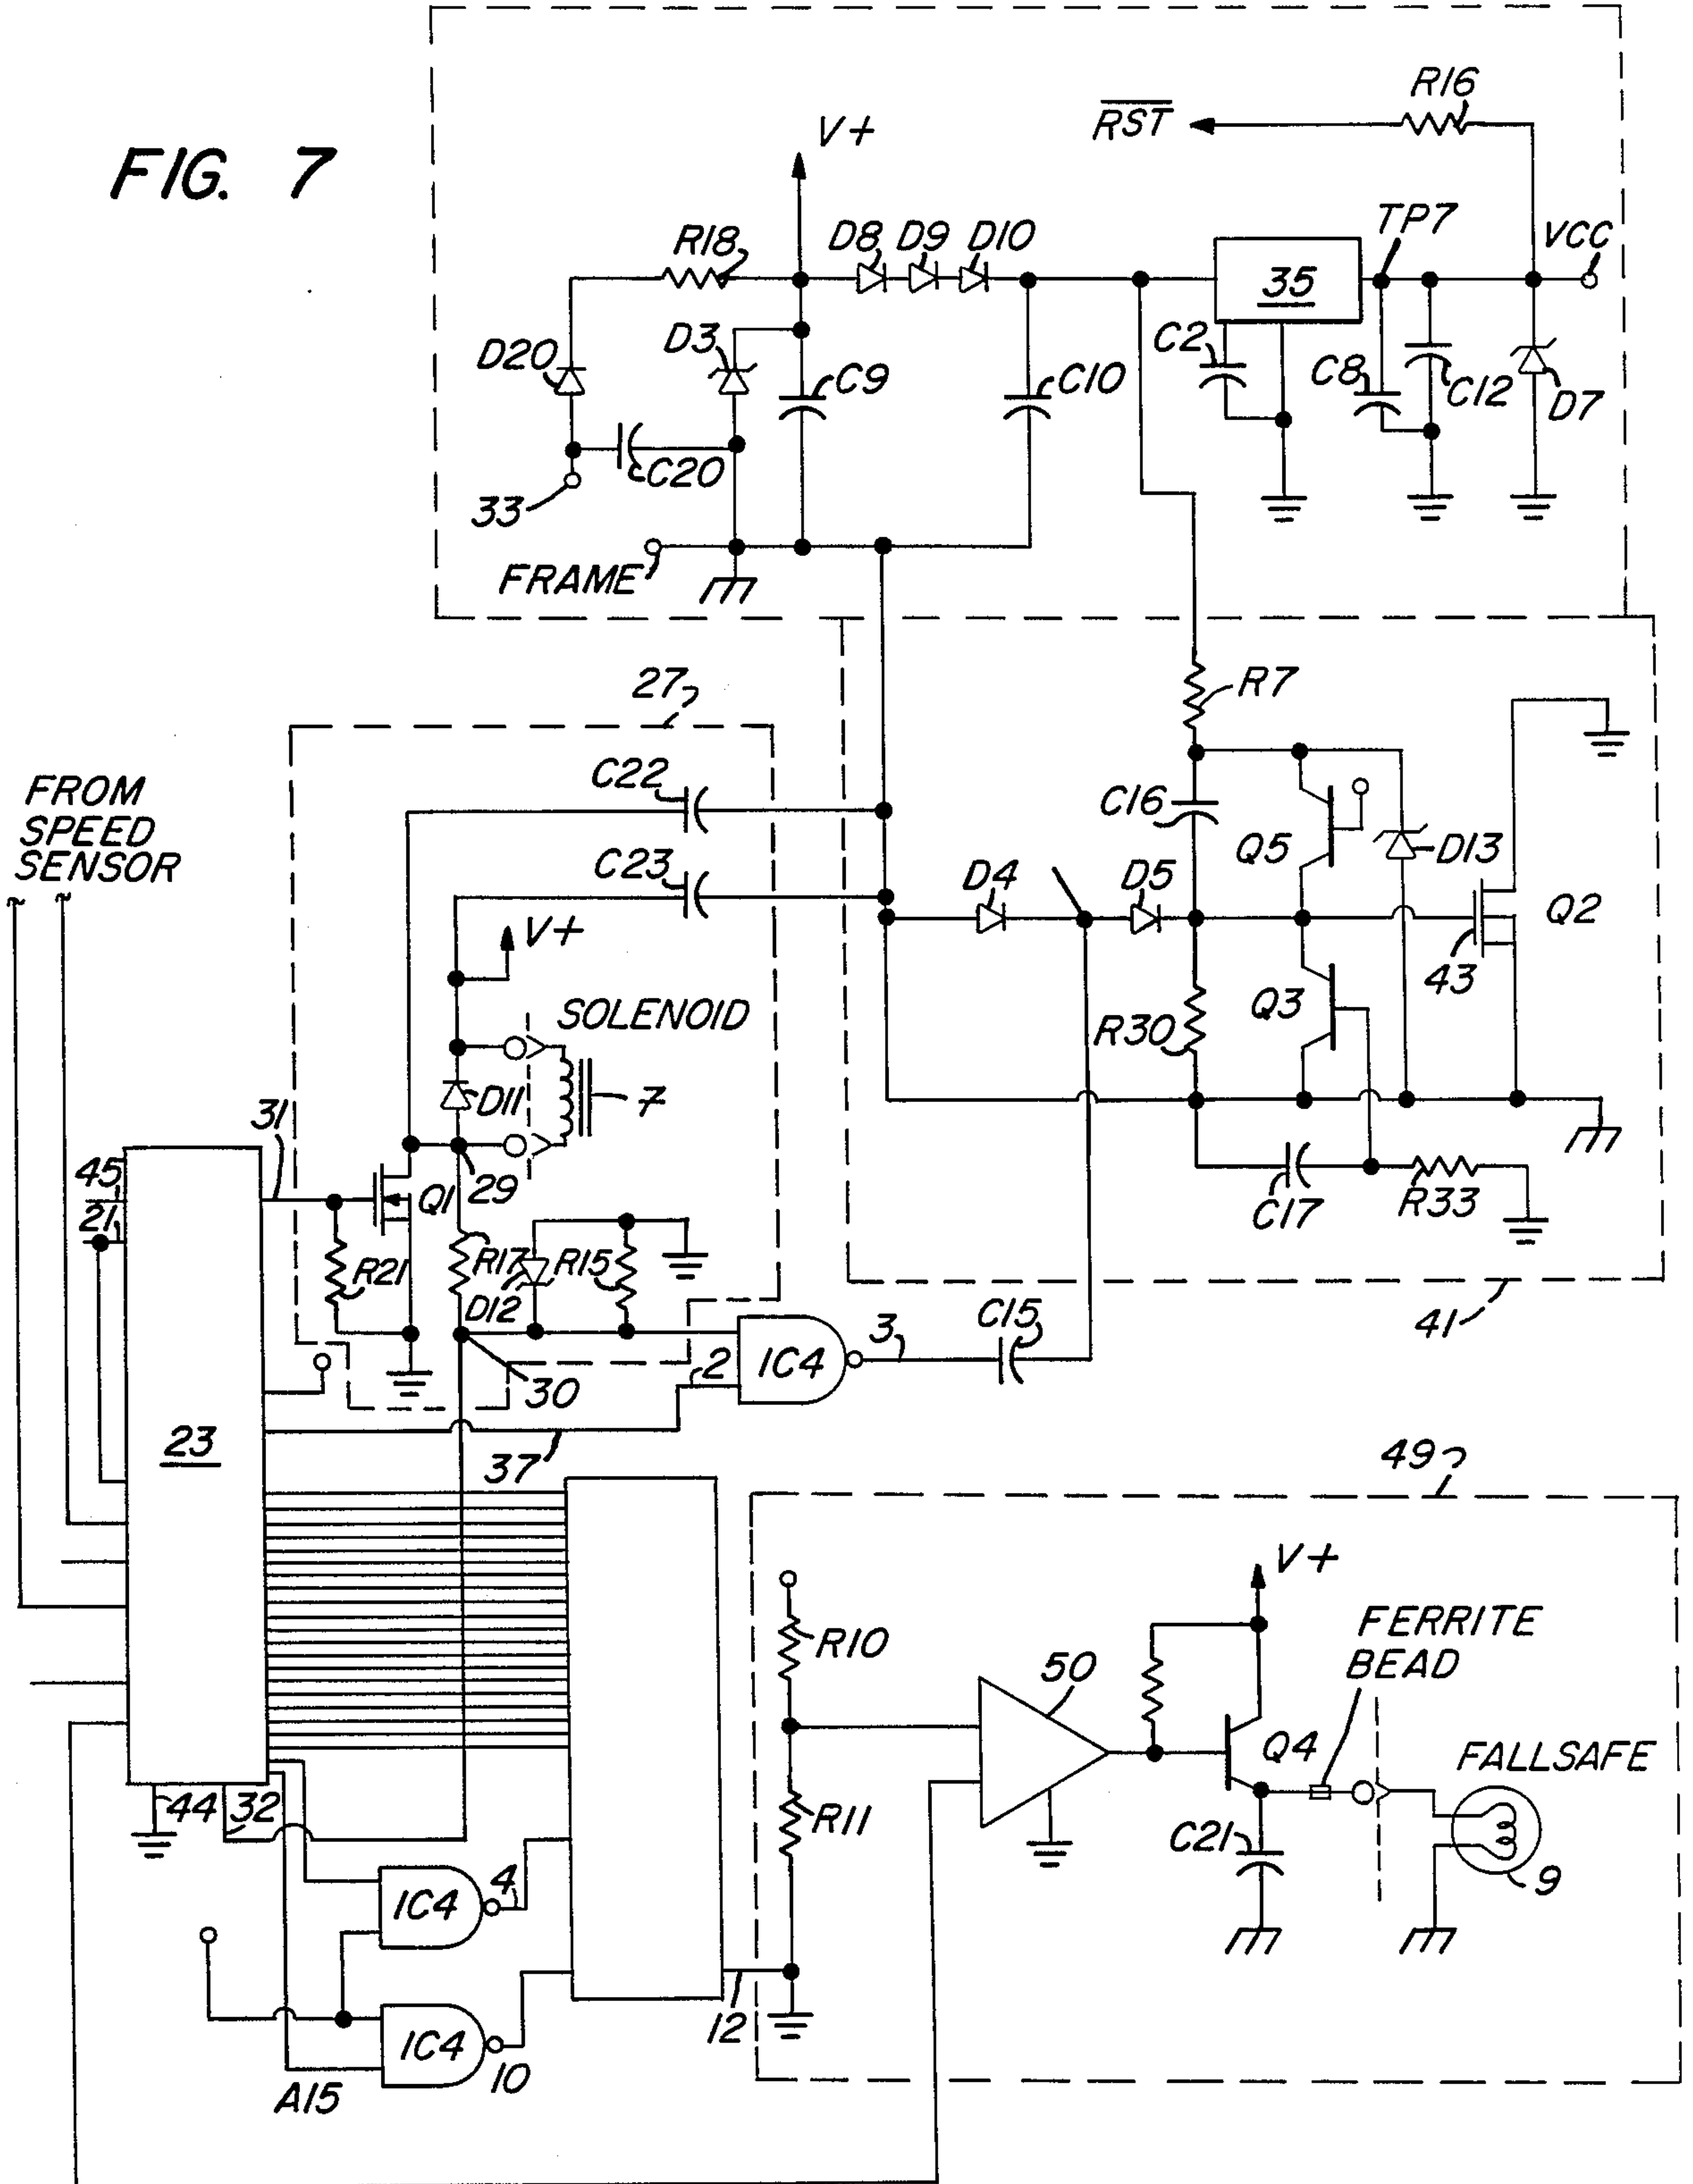 FIG. 7
R16
RST
V+
TP7
VCC
R18
D8
D9
D10
35
D3
D20
C9
C10
C2
C8
C12
D7
C20
33
FRAME
R7
27
C22
C16
Q5
D13
FROM
SPEED
SENSOR
C23
D4
D5
Q2
V+
43
SOLENOID
Q3
R30
D11
7
31
45
Q1
29
21
C17
R33
R21
R17
R15
D12
C15
41
3
IC4
2
30
23
37
49
V+
FERRITE
BEAD
R10
50
Q4
FALLSAFE
R11
44
32
C21
9
4
IC4
12
IC4
10
A15